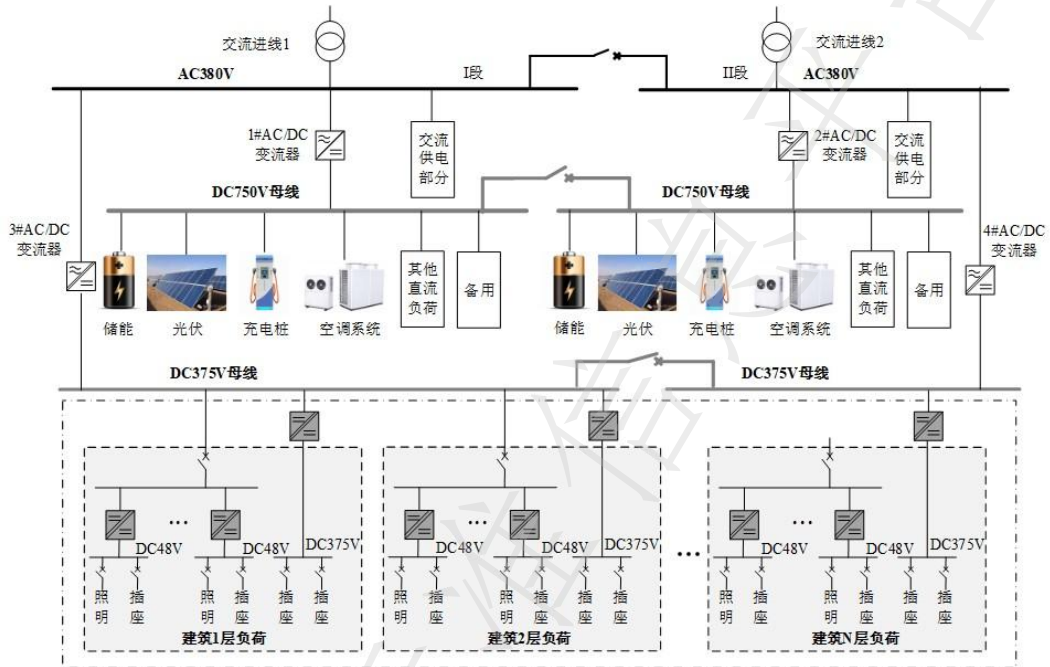 交流进线1
交流进线2
AC380V
I段
II段
AC380V
1#AC/DC
变流器
交流
供电
部分
2#AC/DC
变流器
交流
供电
部分
DC750V母线
DC750V母线
3#AC/DC
变流器
4#AC/DC
变流器
储能
光伏
充电桩
空调系统
其他
直流
负荷
备用
储能
光伏
充电桩
空调系统
其他
直流
负荷
备用
DC375V母线
DC375V母线
DC48V
DC48V
DC375V
照明
插座
照明
插座
照明
插座
建筑1层负荷
DC48V
DC48V
DC375V
照明
插座
照明
插座
照明
插座
建筑2层负荷
DC48V
DC48V
DC375V
照明
插座
照明
插座
照明
插座
建筑N层负荷